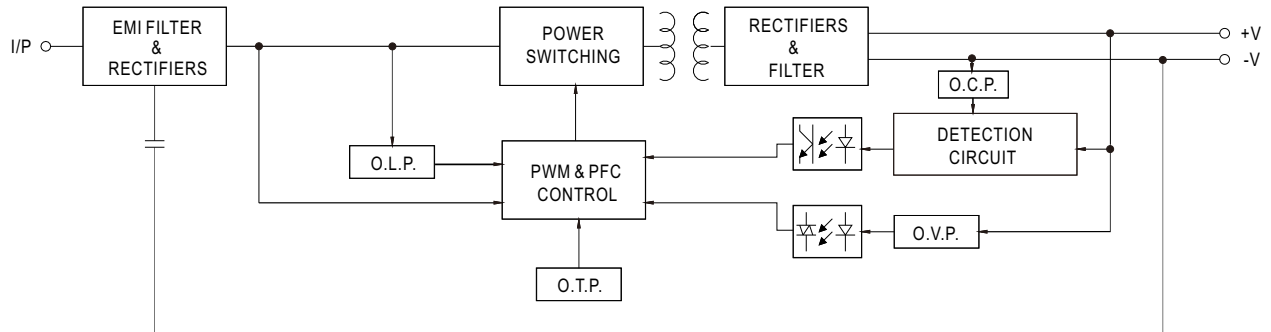 I/P
EMI FILTER
&
RECTIFIERS
POWER
SWITCHING
RECTIFIERS
&
FILTER
+V
-V
O.C.P.
DETECTION
CIRCUIT
O.L.P.
PWM & PFC
CONTROL
O.V.P.
O.T.P.